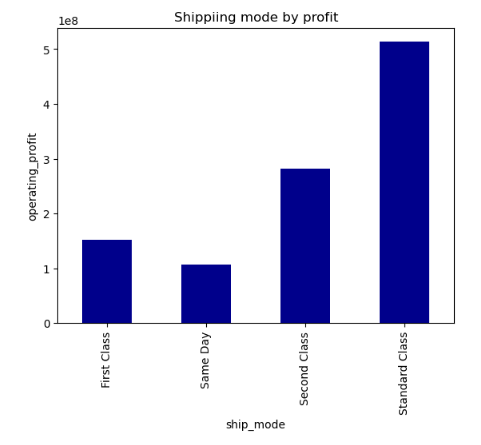 Shippiing mode by profit
1e8
5
4
3
2
1
0
operating_profit
First Class
Same Day
Second Class
Standard Class
ship_mode